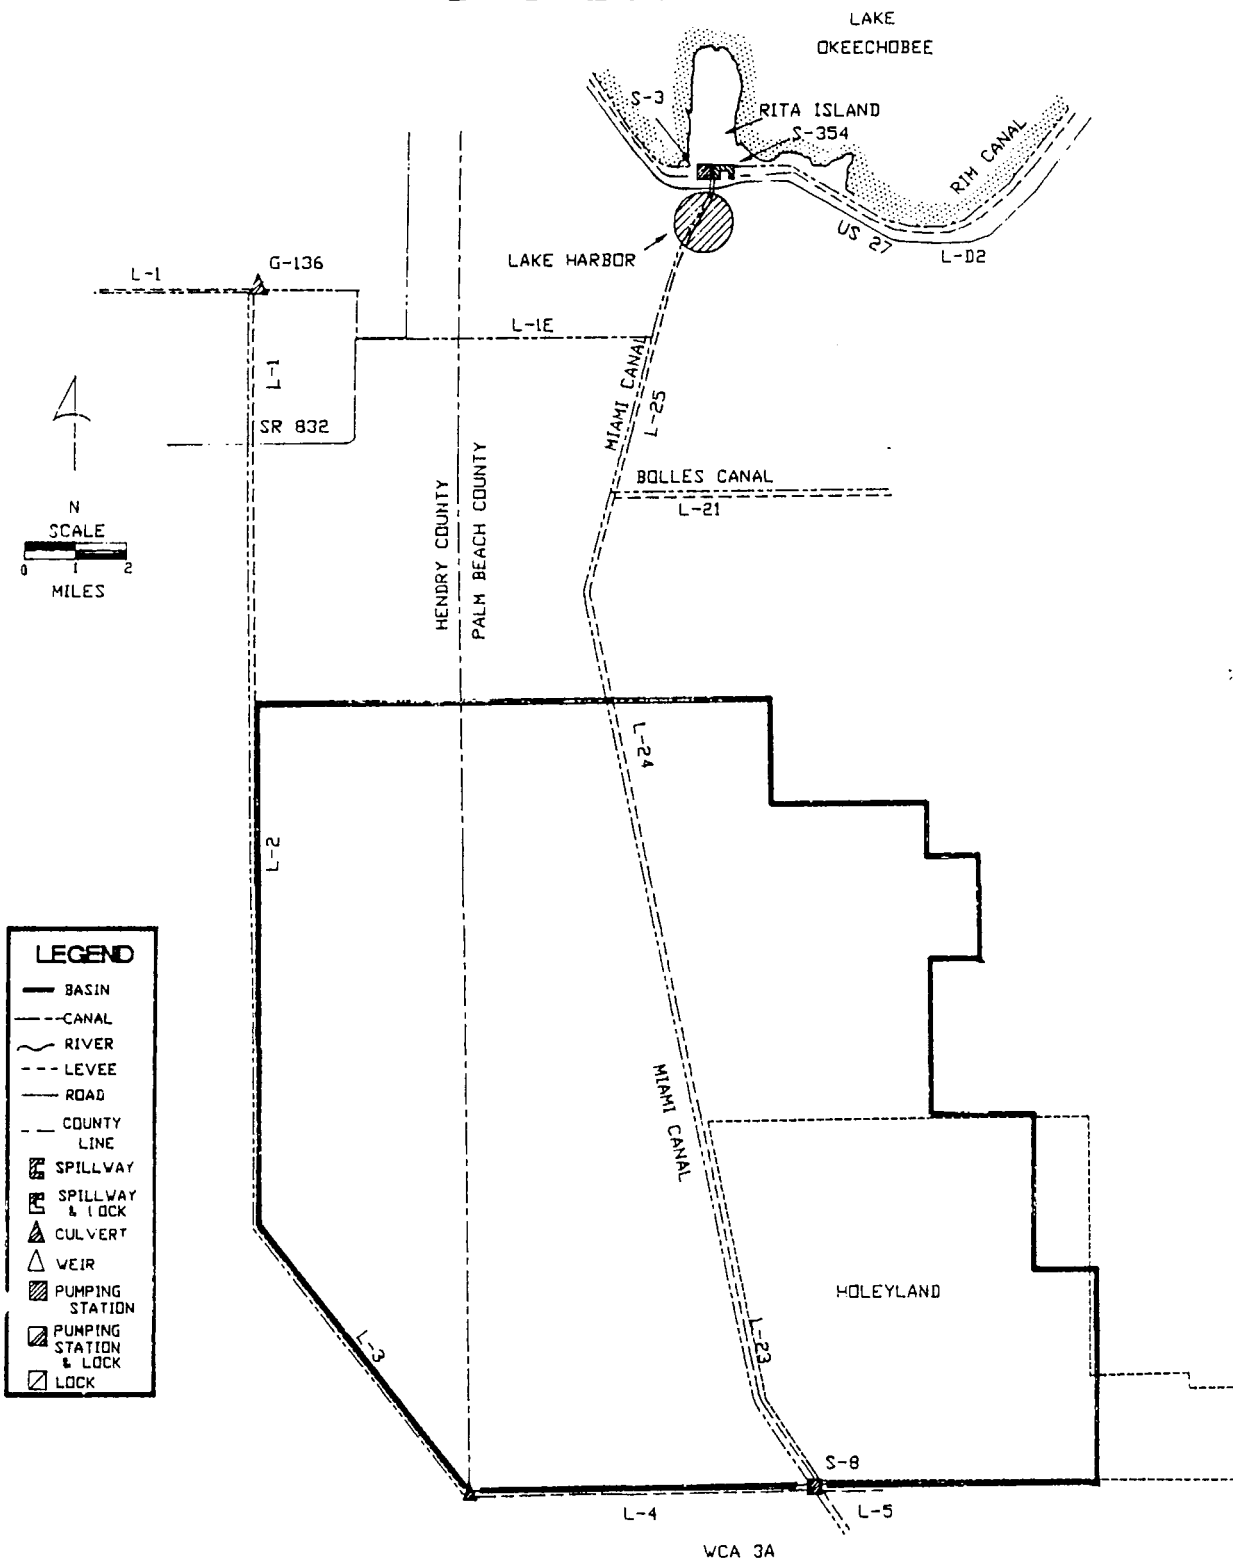 LAKE
OKEECHOBEE
S-3
RITA ISLAND
S-354
RIM CANAL
US 27
L-D2
LAKE HARBOR
L-1
G-136
L-1E
L-1
MIAMI CANAL
L-25
SR 832
BOLLES CANAL
L-21
N
SCALE
0 1 2
MILES
HENDRY COUNTY
PALM BEACH COUNTY
L-24
L-2
LEGEND
BASIN
CANAL
RIVER
LEVEE
ROAD
COUNTY
LINE
SPILLWAY
SPILLWAY
& LOCK
CULVERT
WEIR
PUMPING
STATION
PUMPING
STATION
& LOCK
LOCK
MIAMI CANAL
HOLEYLAND
L-3
L-23
S-8
L-4
L-5
WCA 3A